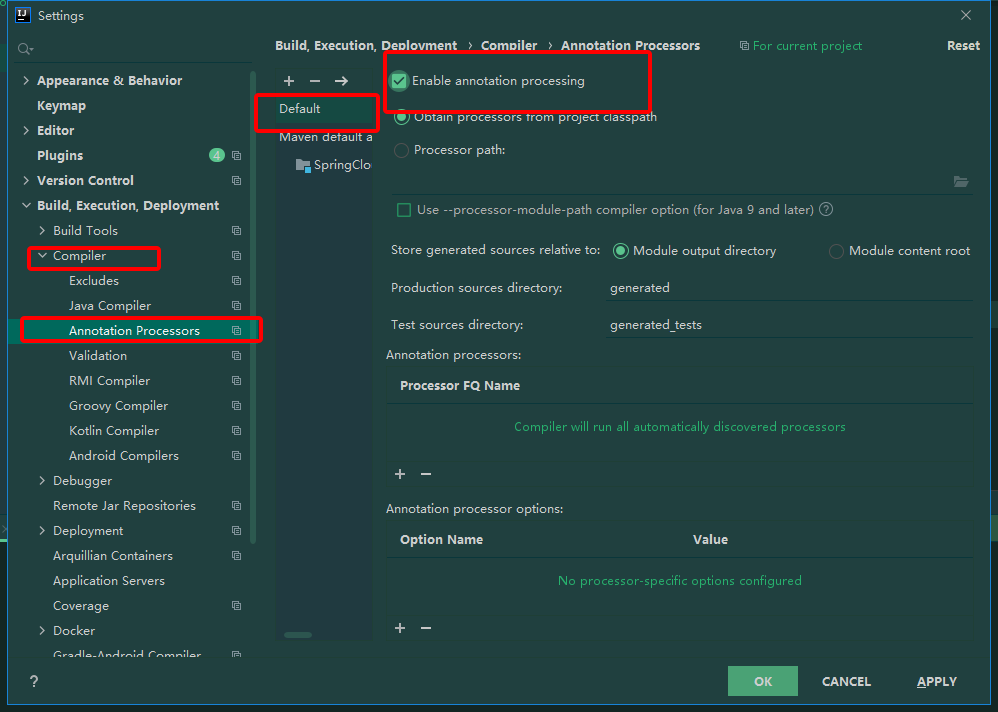 Settings
Build, Execution, Deployment › Compiler › Annotation Processors
For current project
Reset
Appearance & Behavior
Keymap
Editor
Plugins
4
Version Control
Build, Execution, Deployment
Build Tools
Compiler
Excludes
Java Compiler
Annotation Processors
Validation
RMI Compiler
Groovy Compiler
Kotlin Compiler
Android Compilers
Debugger
Remote Jar Repositories
Deployment
Arquillian Containers
Application Servers
Coverage
Docker
Gradle-Android Compiler
Default
Maven default a
SpringClo
Enable annotation processing
Obtain processors from project classpath
Processor path:
Use --processor-module-path compiler option (for Java 9 and later)
Store generated sources relative to: Module output directory Module content root
Production sources directory: generated
Test sources directory: generated_tests
Annotation processors:
Processor FQ Name
Compiler will run all automatically discovered processors
Annotation processor options:
Option Name Value
No processor-specific options configured
?
OK CANCEL APPLY